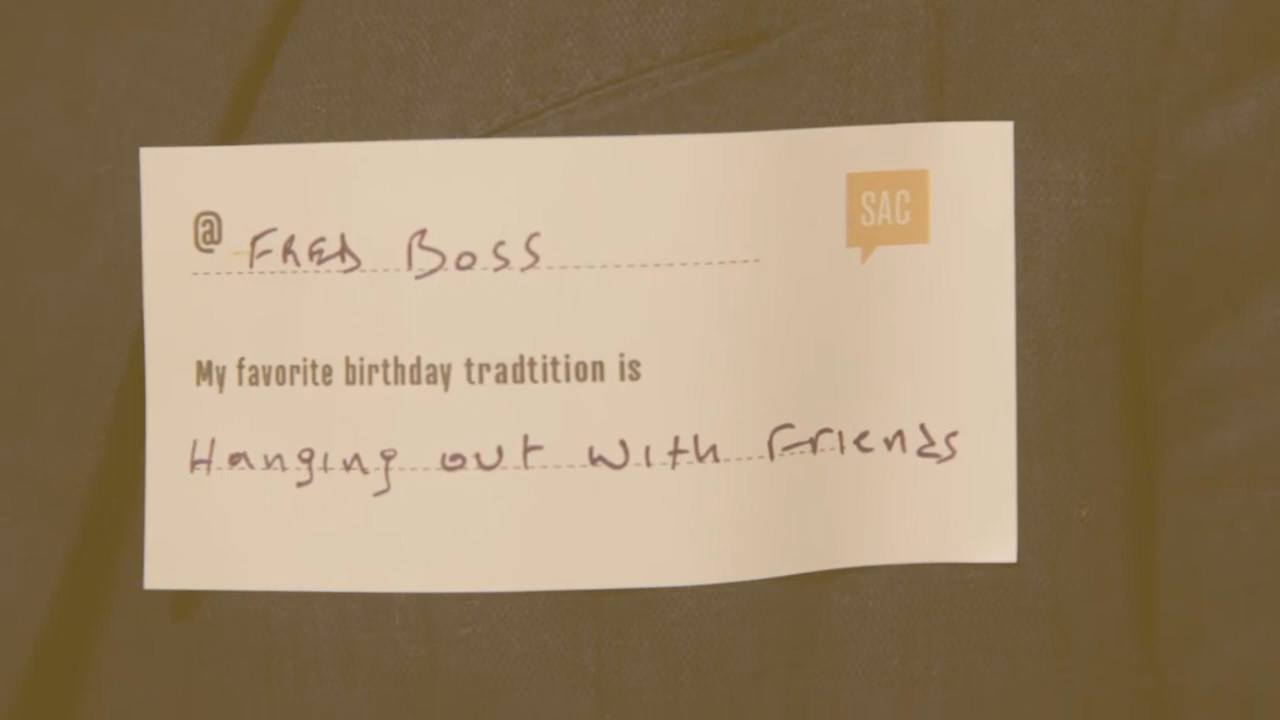 @ FRED BOSS
SAC
My favorite birthday tradtition is
Hanging out with Friends